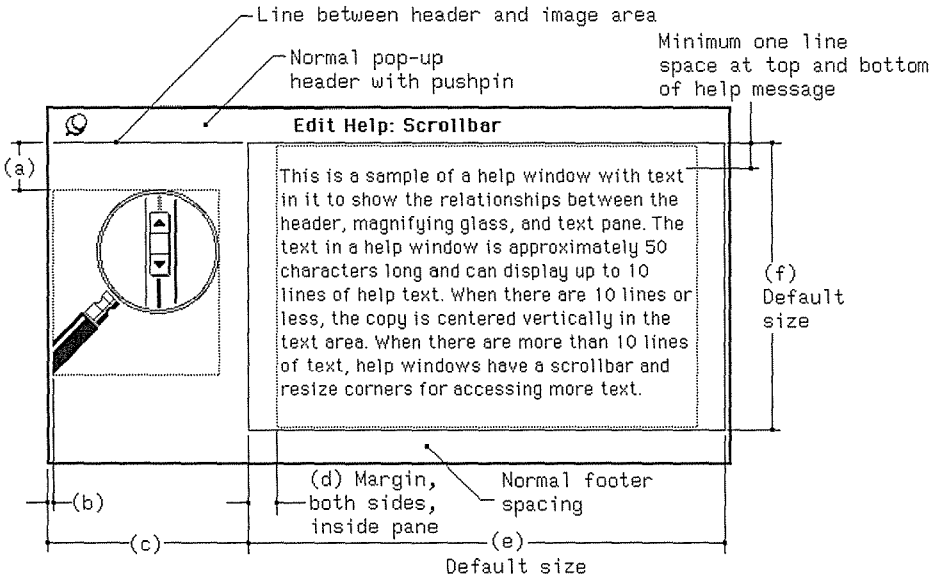 Line between header and image area
Normal pop-up
header with pushpin
Minimum one line
space at top and bottom
of help message
Edit Help: Scrollbar
(a)
This is a sample of a help window with text
in it to show the relationships between the
header, magnifying glass, and text pane. The
text in a help window is approximately 50
characters long and can display up to 10
lines of help text. When there are 10 lines or
less, the copy is centered vertically in the
text area. When there are more than 10 lines
of text, help windows have a scrollbar and
resize corners for accessing more text.
(f)
Default
size
(b)
(d) Margin,
both sides,
inside pane
Normal footer
spacing
(c)
(e)
Default size